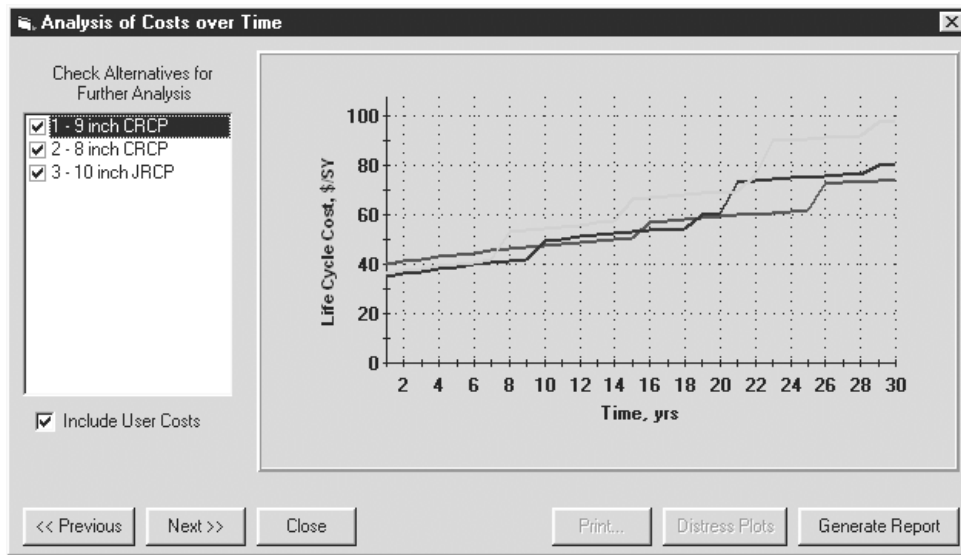 Analysis of Costs over Time
Check Alternatives for
Further Analysis
1 - 9 inch CRCP
2 - 8 inch CRCP
3 - 10 inch JRCP
Include User Costs
Life Cycle Cost, $/SY
100
80
60
40
20
0
2 4 6 8 10 12 14 16 18 20 22 24 26 28 30
Time, yrs
<< Previous
Next >>
Close
Print...
Distress Plots
Generate Report